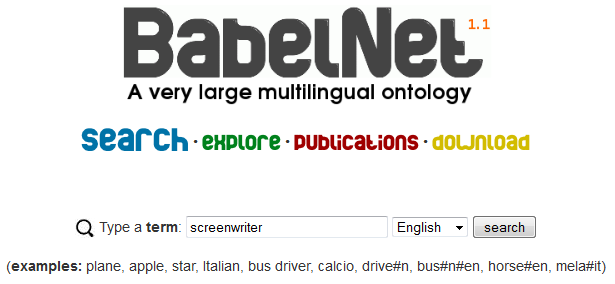 BabelNet 1.1
A very large multilingual ontology
search · explore · publications · download
Type a term: screenwriter English search
(examples: plane, apple, star, Italian, bus driver, calcio, drive#n, bus#n#en, horse#en, mela#it)